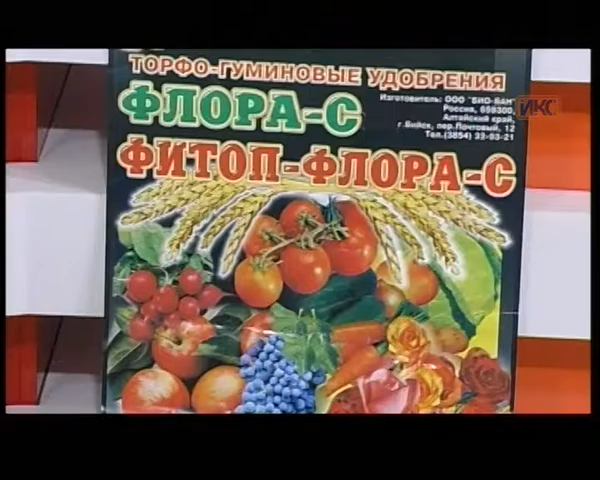 ТОРФО-ГУМИНОВЫЕ УДОБРЕНИЯ
ФЛОРА-С
Изготовитель: ООО "БИО-БАН"
Россия, 659300,
Алтайский край,
г.Бийск, пер.Почтовый, 12
Тел.(3854) 32-93-21
ИКС
ФИТОП-ФЛОРА-С